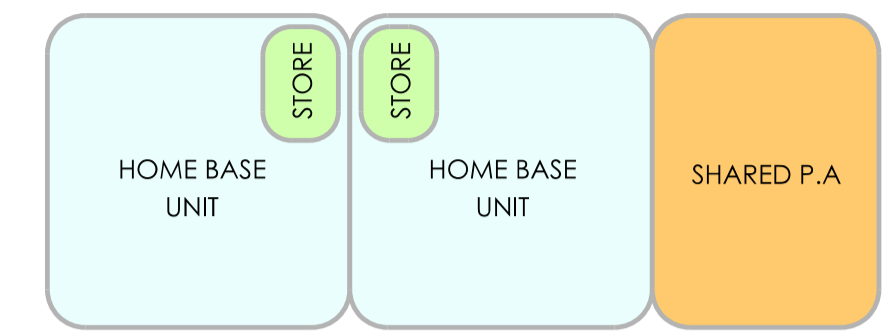 STORE
STORE
HOME BASE
UNIT
HOME BASE
UNIT
SHARED P.A